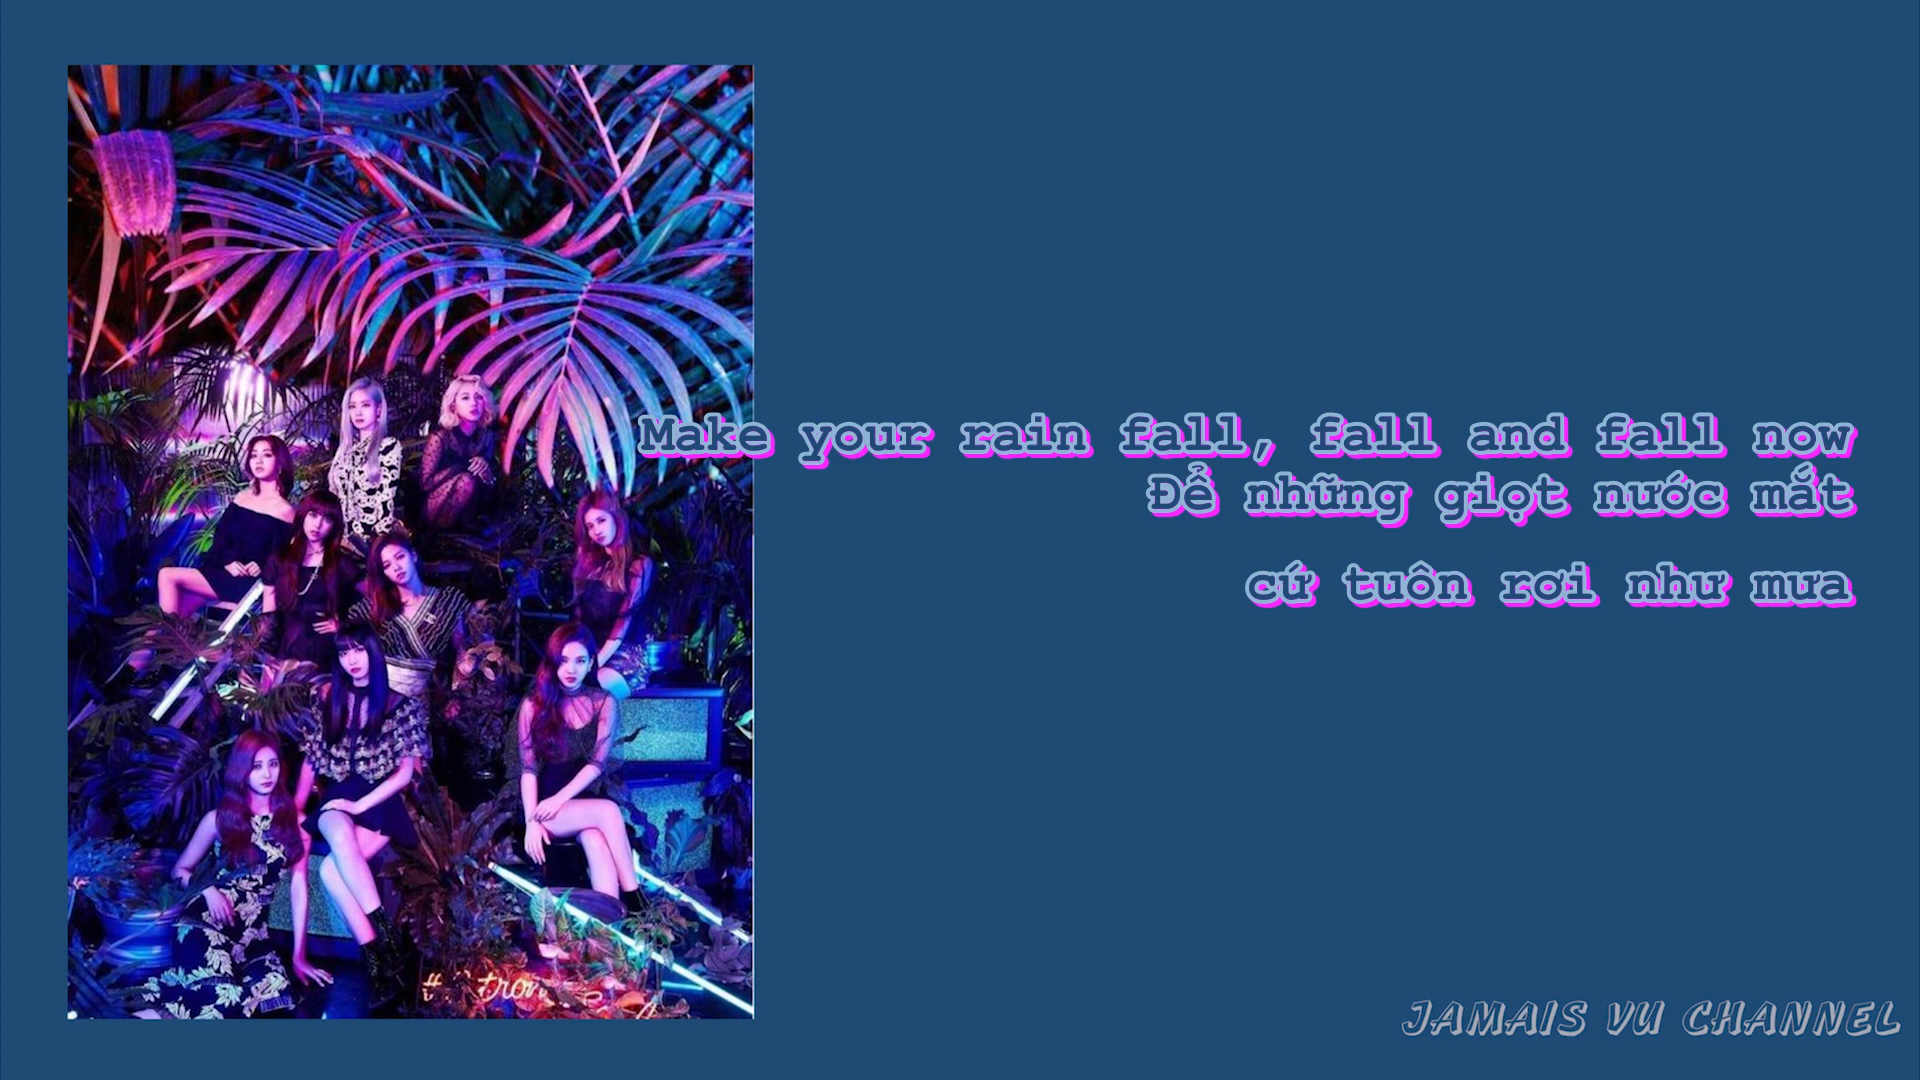 Make your rain fall, fall and fall now
Để những giọt nước mắt
cứ tuôn rơi như mưa
JAMAIS VU CHANNEL